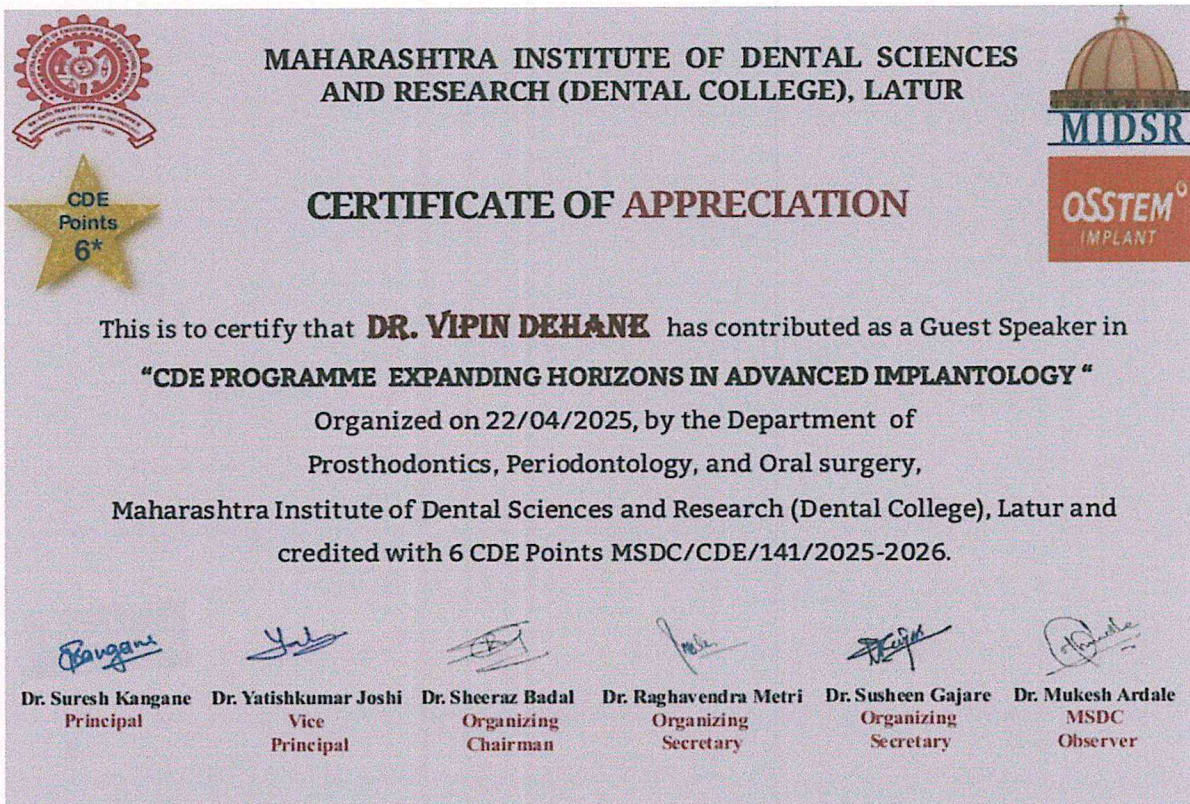 MAHARASHTRA INSTITUTE OF DENTAL SCIENCES
AND RESEARCH (DENTAL COLLEGE), LATUR
MIDSR
CDE
Points
6*
CERTIFICATE OF APPRECIATION
OSSTEM
IMPLANT
This is to certify that DR. VIPIN DEHANE has contributed as a Guest Speaker in
"CDE PROGRAMME EXPANDING HORIZONS IN ADVANCED IMPLANTOLOGY "
Organized on 22/04/2025, by the Department of
Prosthodontics, Periodontology, and Oral surgery,
Maharashtra Institute of Dental Sciences and Research (Dental College), Latur and
credited with 6 CDE Points MSDC/CDE/141/2025-2026.
Dr. Suresh Kangane
Principal
Dr. Yatishkumar Joshi
Vice
Principal
Dr. Sheeraz Badal
Organizing
Chairman
Dr. Raghavendra Metri
Organizing
Secretary
Dr. Susheen Gajare
Organizing
Secretary
Dr. Mukesh Ardale
MSDC
Observer